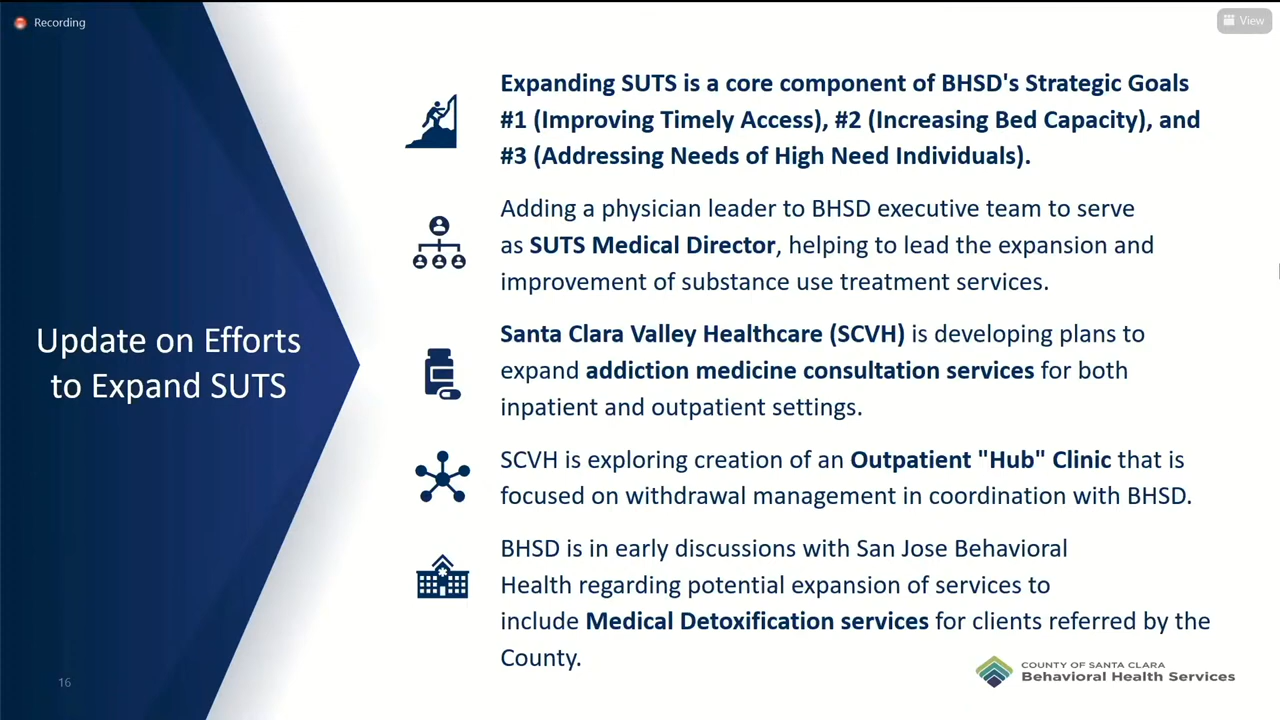 Recording
View
Expanding SUTS is a core component of BHSD's Strategic Goals
#1 (Improving Timely Access), #2 (Increasing Bed Capacity), and
#3 (Addressing Needs of High Need Individuals).
Adding a physician leader to BHSD executive team to serve
as SUTS Medical Director, helping to lead the expansion and
improvement of substance use treatment services.
Update on Efforts
to Expand SUTS
Santa Clara Valley Healthcare (SCVH) is developing plans to
expand addiction medicine consultation services for both
inpatient and outpatient settings.
SCVH is exploring creation of an Outpatient "Hub" Clinic that is
focused on withdrawal management in coordination with BHSD.
BHSD is in early discussions with San Jose Behavioral
Health regarding potential expansion of services to
include Medical Detoxification services for clients referred by the
County.
16
COUNTY OF SANTA CLARA
Behavioral Health Services